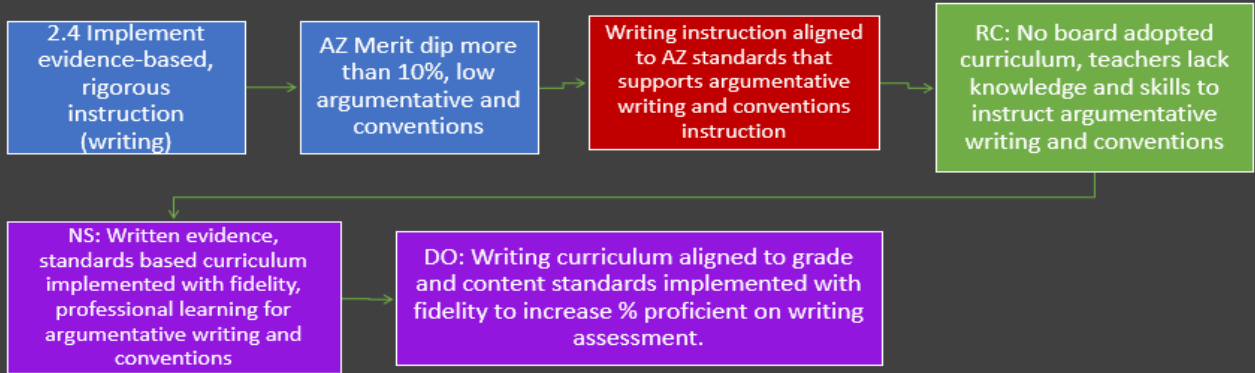 2.4 Implement
evidence-based,
rigorous
instruction
(writing)
AZ Merit dip more
than 10%, low
argumentative and
conventions
Writing instruction aligned
to AZ standards that
supports argumentative
writing and conventions
instruction
RC: No board adopted
curriculum, teachers lack
knowledge and skills to
instruct argumentative
writing and conventions
NS: Written evidence,
standards based curriculum
implemented with fidelity,
professional learning for
argumentative writing and
conventions
DO: Writing curriculum aligned to grade
and content standards implemented with
fidelity to increase % proficient on writing
assessment.